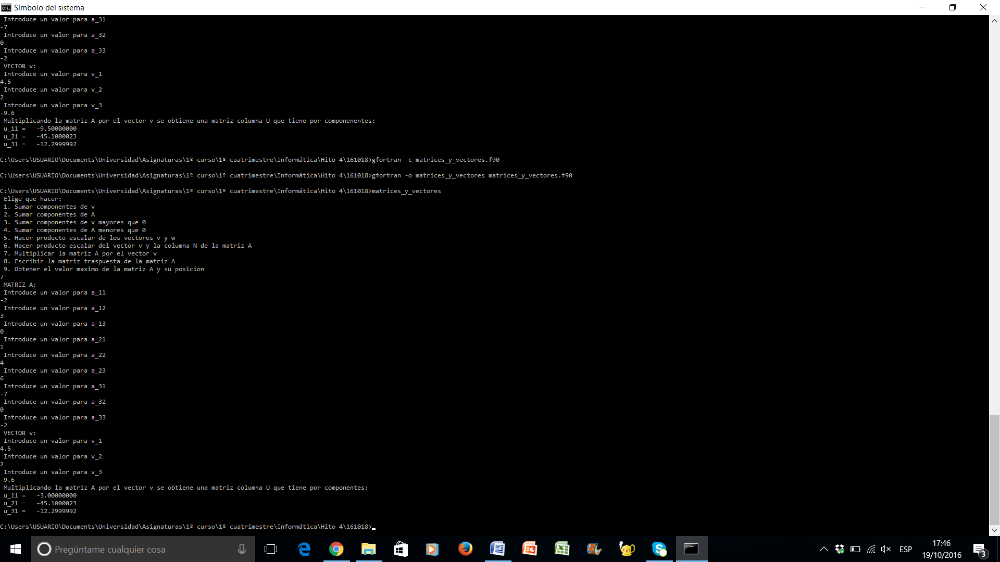 Símbolo del sistema
Introduce un valor para a_31
-7
Introduce un valor para a_32
0
Introduce un valor para a_33
-2
VECTOR v:
Introduce un valor para v_1
4.5
Introduce un valor para v_2
2
Introduce un valor para v_3
-9.6
Multiplicando la matriz A por el vector v se obtiene una matriz columna U que tiene por componenentes:
u_11 =   -9.50000000
u_21 =   -45.1000023
u_31 =   -12.2999992
C:\Users\USUARIO\Documents\Universidad\Asignaturas\1º curso\1º cuatrimestre\Informática\Hito 4\161018>gfortran -c matrices_y_vectores.f90
C:\Users\USUARIO\Documents\Universidad\Asignaturas\1º curso\1º cuatrimestre\Informática\Hito 4\161018>gfortran -o matrices_y_vectores matrices_y_vectores.f90
C:\Users\USUARIO\Documents\Universidad\Asignaturas\1º curso\1º cuatrimestre\Informática\Hito 4\161018>matrices_y_vectores
Elige que hacer:
1. Sumar componentes de v
2. Sumar componentes de A
3. Sumar componentes de v mayores que 0
4. Sumar componentes de A menores que 0
5. Hacer producto escalar de los vectores v y w
6. Hacer producto escalar del vector v y la columna N de la matriz A
7. Multiplicar la matriz A por el vector v
8. Escribir la matriz traspuesta de la matriz A
9. Obtener el valor maximo de la matriz A y su posicion
7
MATRIZ A:
Introduce un valor para a_11
-2
Introduce un valor para a_12
3
Introduce un valor para a_13
0
Introduce un valor para a_21
1
Introduce un valor para a_22
4
Introduce un valor para a_23
6
Introduce un valor para a_31
-7
Introduce un valor para a_32
0
Introduce un valor para a_33
-2
VECTOR v:
Introduce un valor para v_1
4.5
Introduce un valor para v_2
2
Introduce un valor para v_3
-9.6
Multiplicando la matriz A por el vector v se obtiene una matriz columna U que tiene por componentes:
u_11 =   -3.00000000
u_21 =   -45.1000023
u_31 =   -12.2999992
C:\Users\USUARIO\Documents\Universidad\Asignaturas\1º curso\1º cuatrimestre\Informática\Hito 4\161018>
Pregúntame cualquier cosa
ESP
17:46
19/10/2016
3